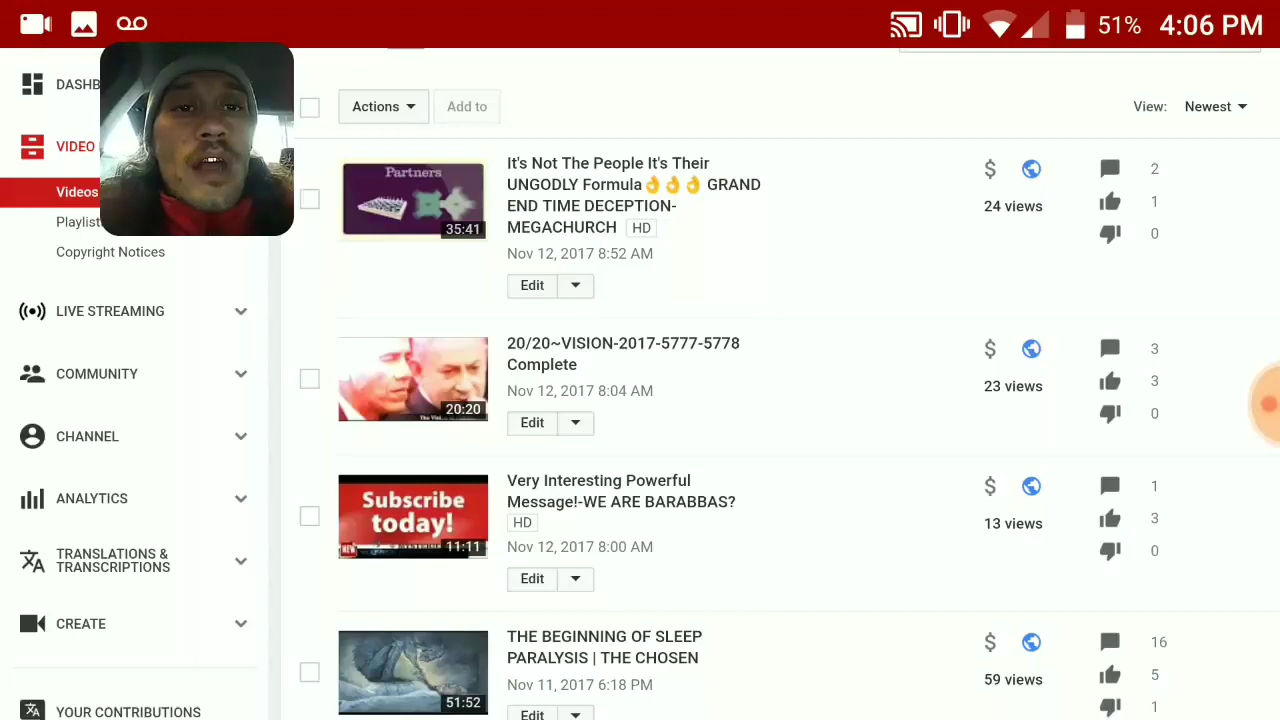 51% 4:06 PM
DASHB
VIDEO
Videos
Playlist
Copyright Notices
LIVE STREAMING
COMMUNITY
CHANNEL
ANALYTICS
TRANSLATIONS &
TRANSCRIPTIONS
CREATE
YOUR CONTRIBUTIONS
Actions
Add to
View: Newest
Partners
35:41
It's Not The People It's Their
UNGODLY Formula👌👌👌 GRAND
END TIME DECEPTION-
MEGACHURCH HD
Nov 12, 2017 8:52 AM
Edit
$
24 views
2
1
0
20:20
20/20~VISION-2017-5777-5778
Complete
Nov 12, 2017 8:04 AM
Edit
$
23 views
3
3
0
Subscribe
today!
11:11
Very Interesting Powerful
Message!-WE ARE BARABBAS?
HD
Nov 12, 2017 8:00 AM
Edit
$
13 views
1
3
0
51:52
THE BEGINNING OF SLEEP
PARALYSIS | THE CHOSEN
Nov 11, 2017 6:18 PM
Edit
$
59 views
16
5
1